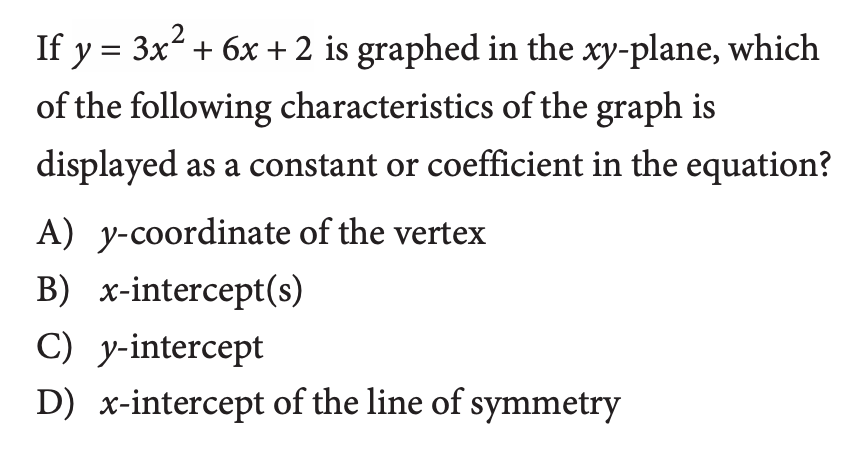 If y = 3x² + 6x + 2 is graphed in the xy-plane, which
of the following characteristics of the graph is
displayed as a constant or coefficient in the equation?
A) y-coordinate of the vertex
B) x-intercept(s)
C) y-intercept
D) x-intercept of the line of symmetry